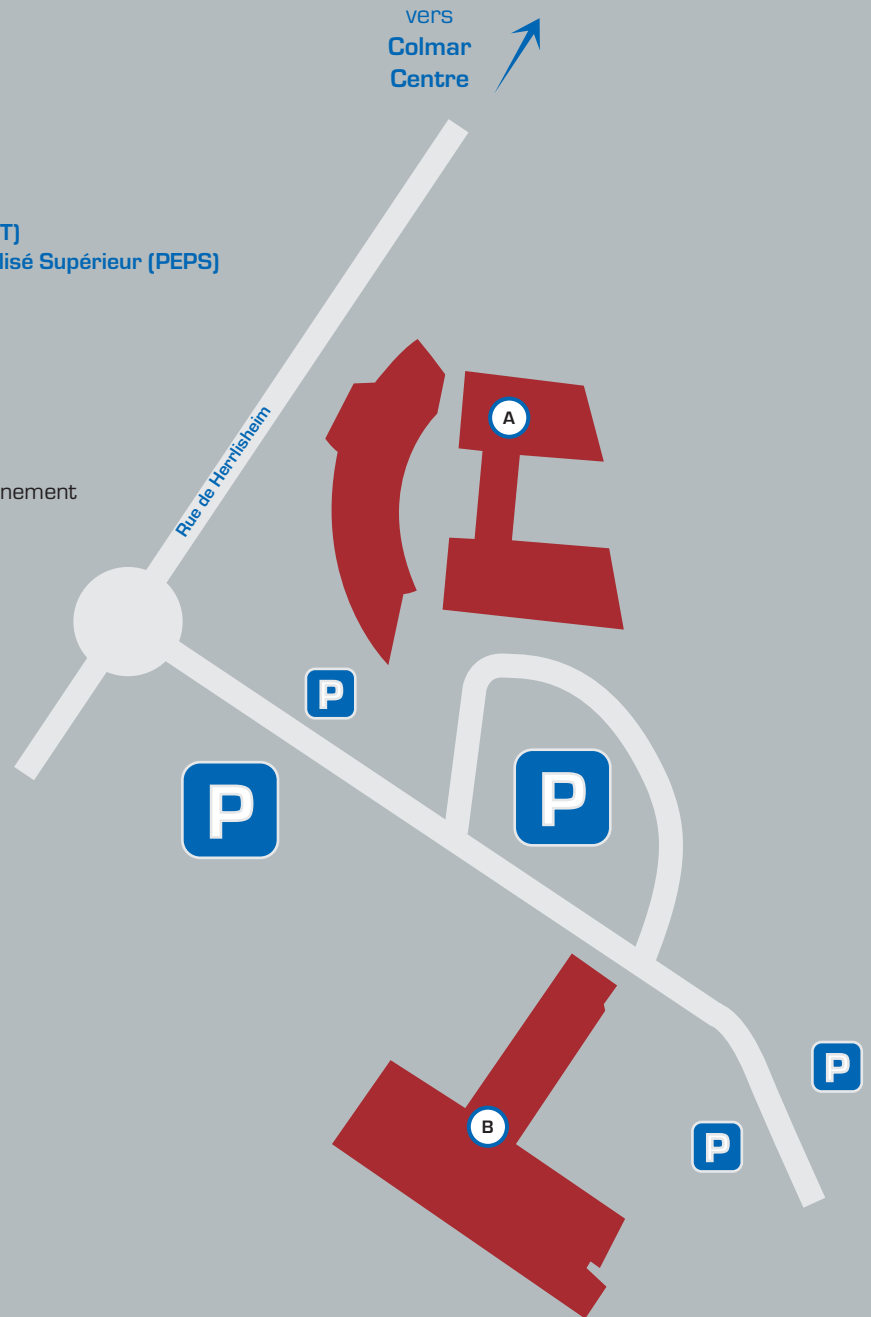 vers
Colmar
Centre
T)
lisé Supérieur (PEPS)
Rue de Herrlisheim
A
nement
P
P
P
B
P
P